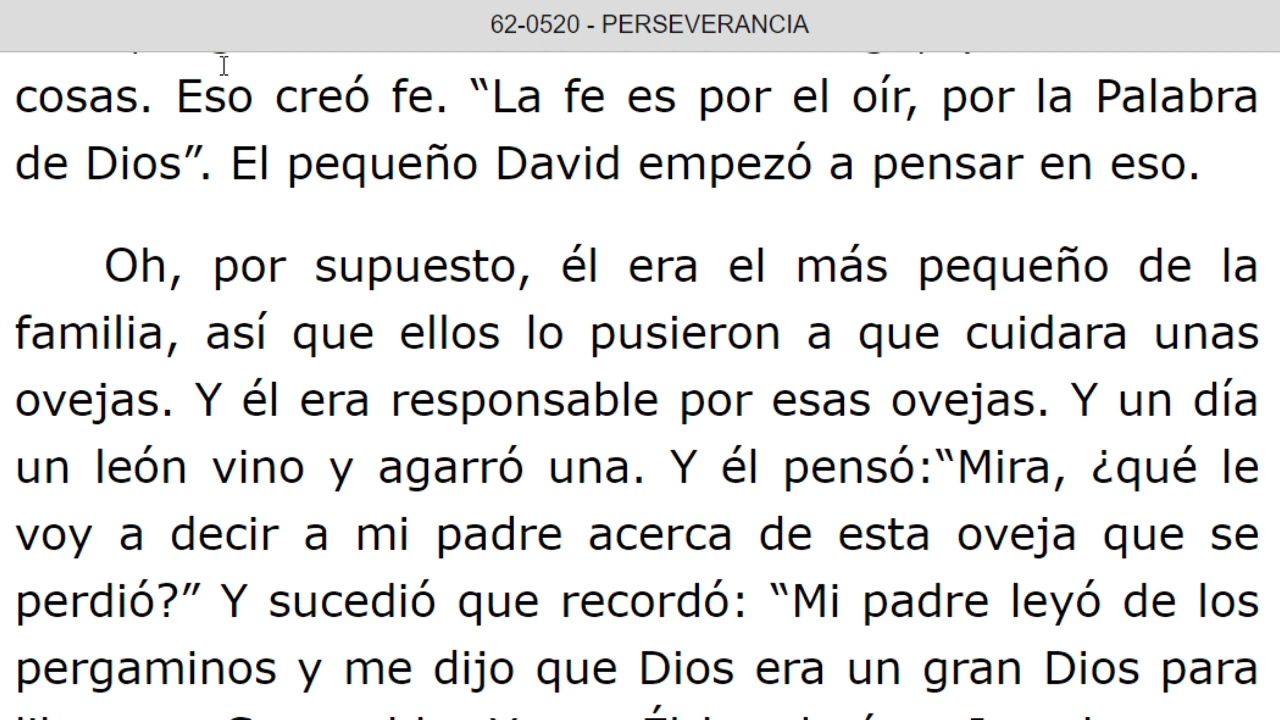 62-0520 - PERSEVERANCIA
cosas. Eso creó fe. “La fe es por el oír, por la Palabra
de Dios”. El pequeño David empezó a pensar en eso.
Oh, por supuesto, él era el más pequeño de la
familia, así que ellos lo pusieron a que cuidara unas
ovejas. Y él era responsable por esas ovejas. Y un día
un león vino y agarró una. Y él pensó:“Mira, ¿qué le
voy a decir a mi padre acerca de esta oveja que se
perdió?” Y sucedió que recordó: “Mi padre leyó de los
pergaminos y me dijo que Dios era un gran Dios para